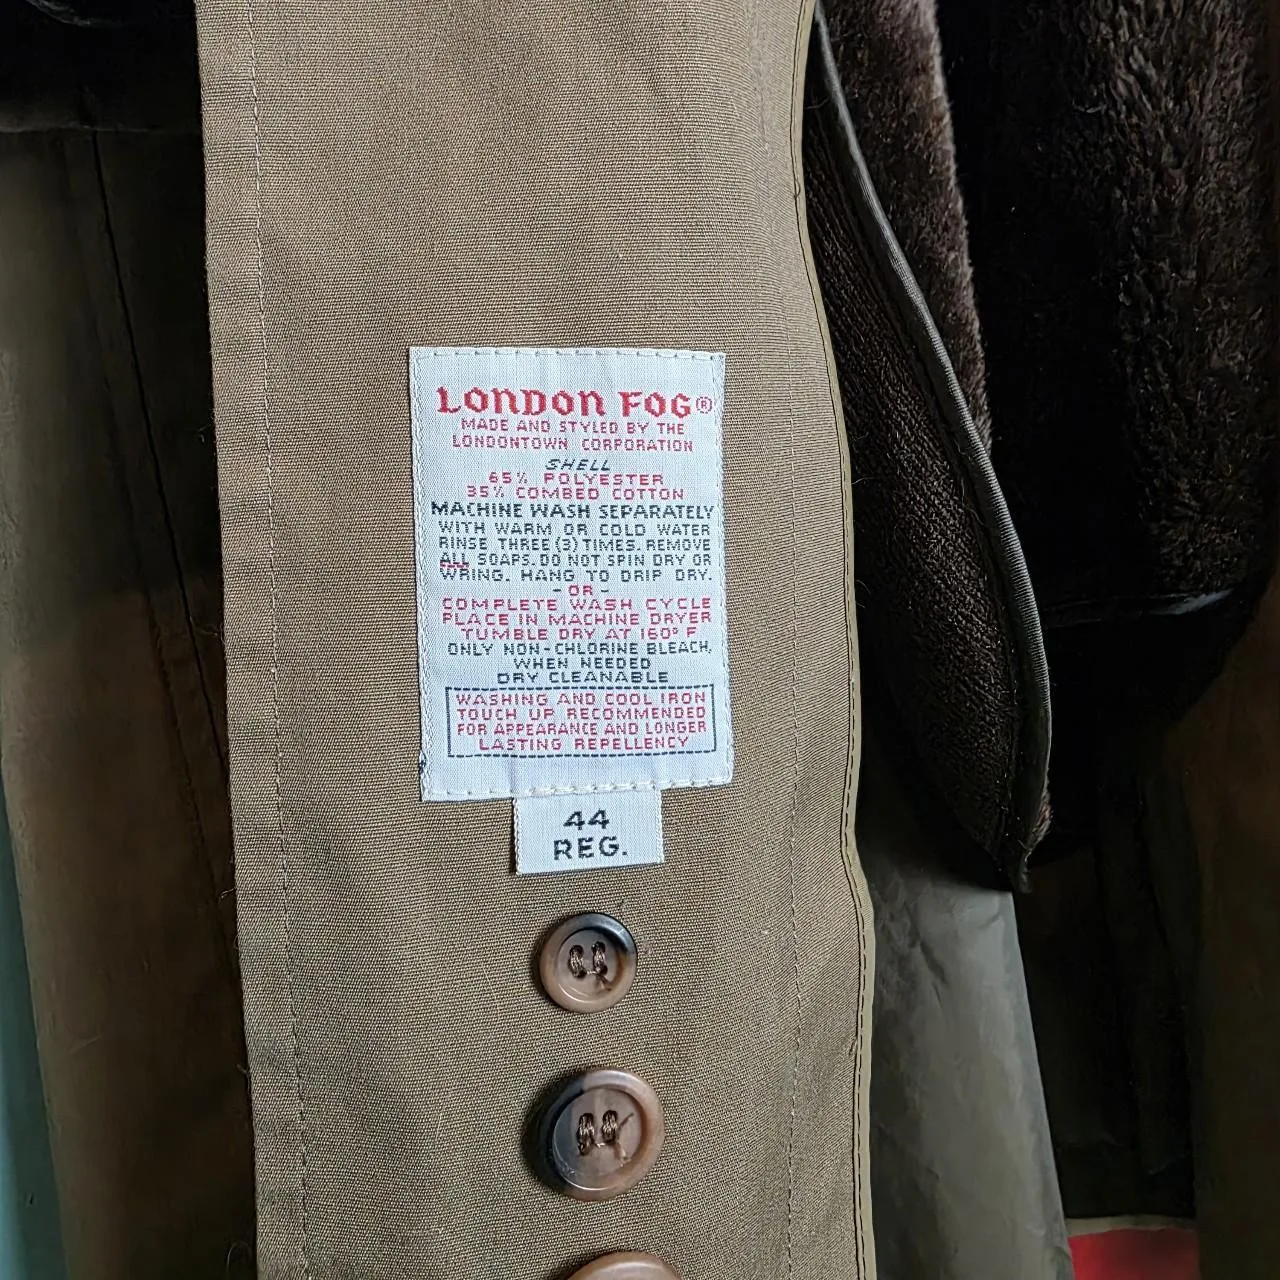 LONDON FOG®
MADE AND STYLED BY THE
LONDONTOWN CORPORATION
SHELL
65% POLYESTER
35% COMBED COTTON
MACHINE WASH SEPARATELY
WITH WARM OR COLD WATER
RINSE THREE (3) TIMES. REMOVE
ALL SOAPS. DO NOT SPIN DRY OR
WRING. HANG TO DRIP DRY.
- OR -
COMPLETE WASH CYCLE
PLACE IN MACHINE DRYER
TUMBLE DRY AT 160° F
ONLY NON-CHLORINE BLEACH,
WHEN NEEDED
DRY CLEANABLE
WASHING AND COOL IRON
TOUCH UP RECOMMENDED
FOR APPEARANCE AND LONGER
LASTING REPELLENCY
44
REG.